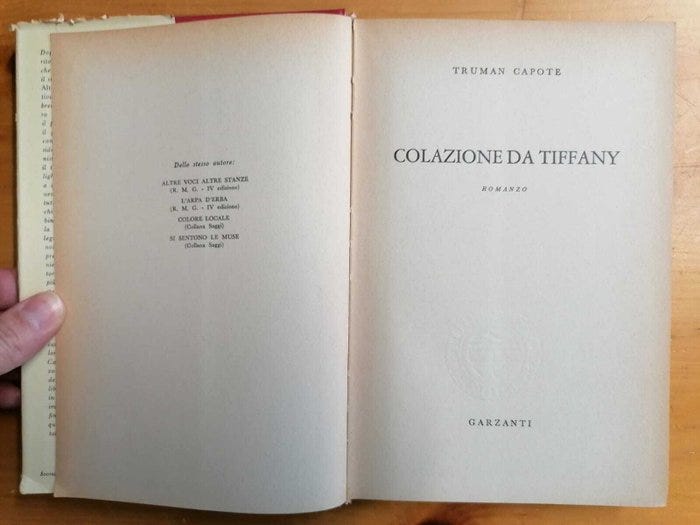 Dello stesso autore:
ALTRE VOCI ALTRE STANZE
(R. M. G. - IV edizione)
L'ARPA D'ERBA
(R. M. G. - IV edizione)
COLORE LOCALE
(Collana Saggi)
SI SENTONO LE MUSE
(Collana Saggi)
TRUMAN CAPOTE
COLAZIONE DA TIFFANY
ROMANZO
GARZANTI